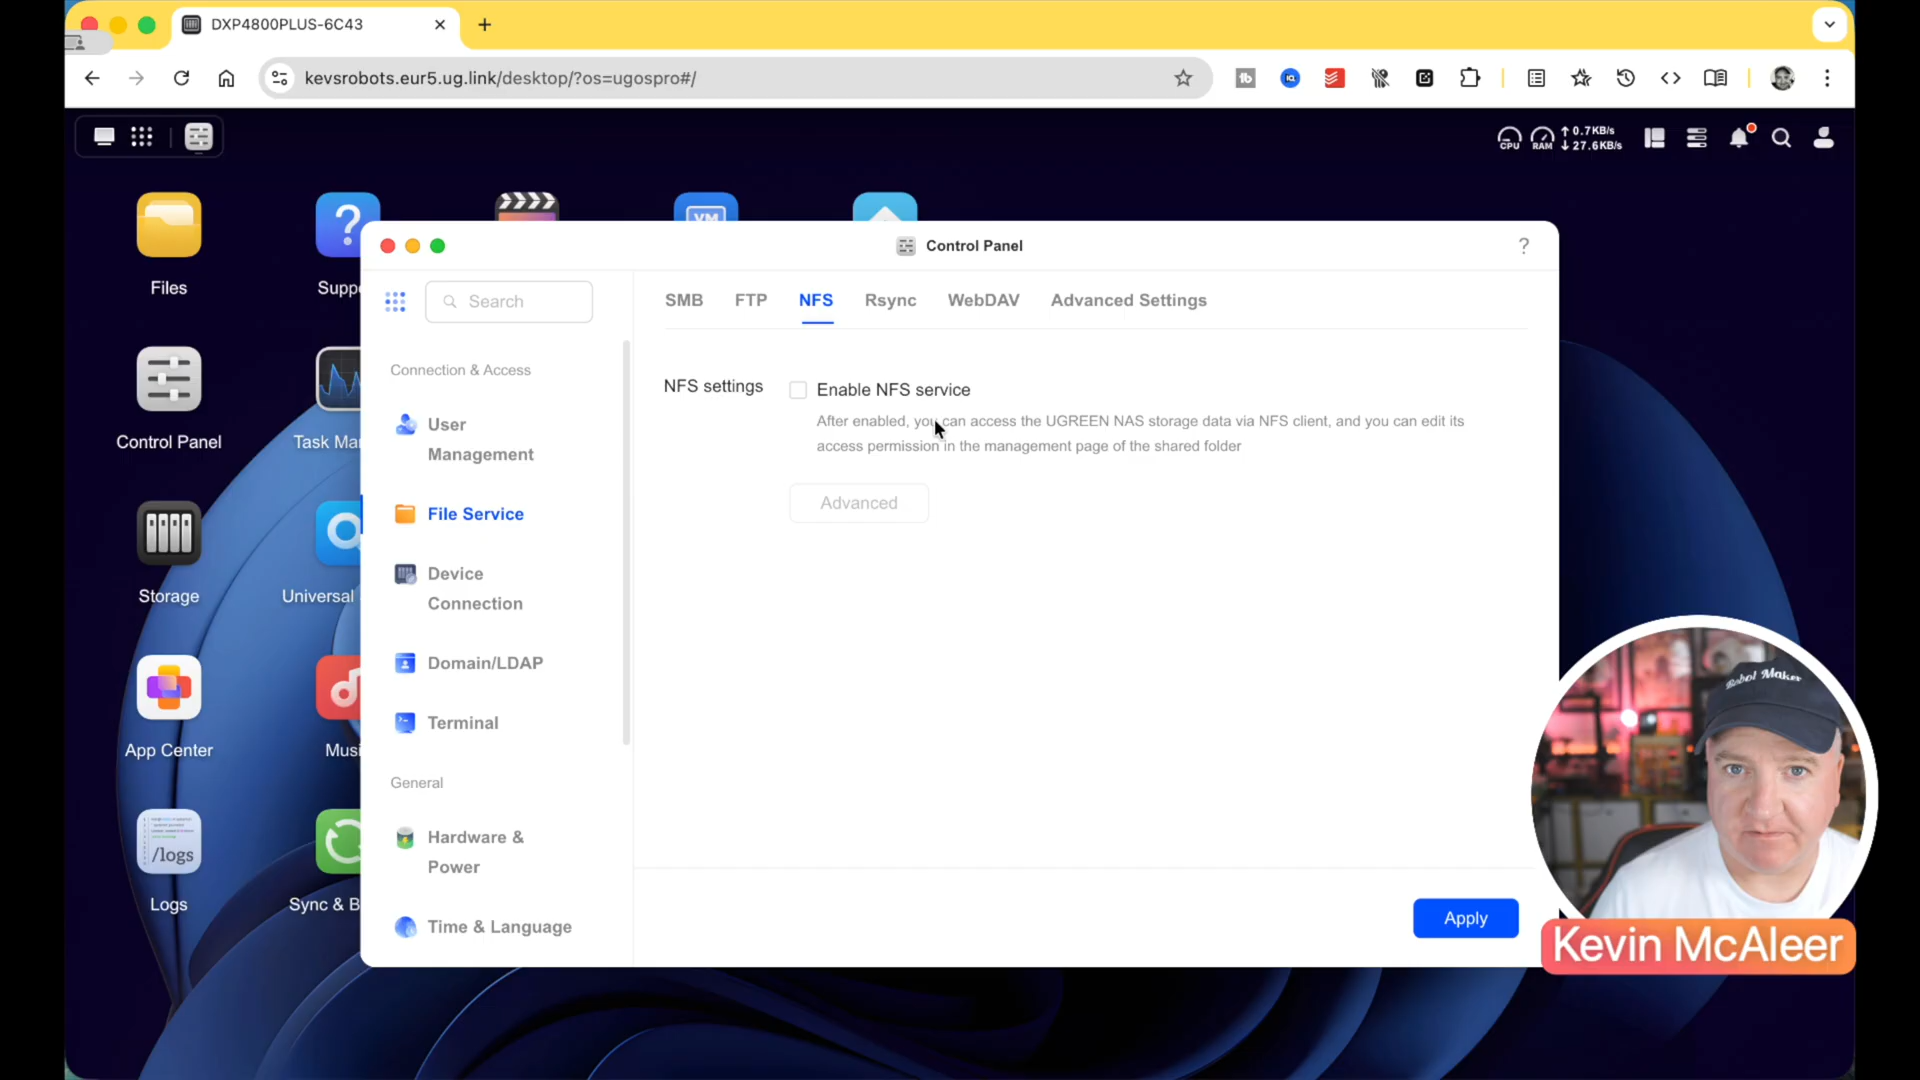 DXP4800PLUS-6C43
kevsrobots.eur5.ug.link/desktop/?os=ugospro#/
CPU
RAM
↑ 0.7KB/s
↓ 27.6KB/s
Files
Supp
VM
Control Panel
Task Ma
Storage
Universal
App Center
Musi
/logs
Logs
Sync & B
Control Panel
?
Search
Connection & Access
User
Management
File Service
Device
Connection
Domain/LDAP
Terminal
General
Hardware &
Power
Time & Language
SMB FTP NFS Rsync WebDAV Advanced Settings
NFS settings
Enable NFS service
After enabled, you can access the UGREEN NAS storage data via NFS client, and you can edit its
access permission in the management page of the shared folder
Advanced
Apply
Robot Maker
Kevin McAleer